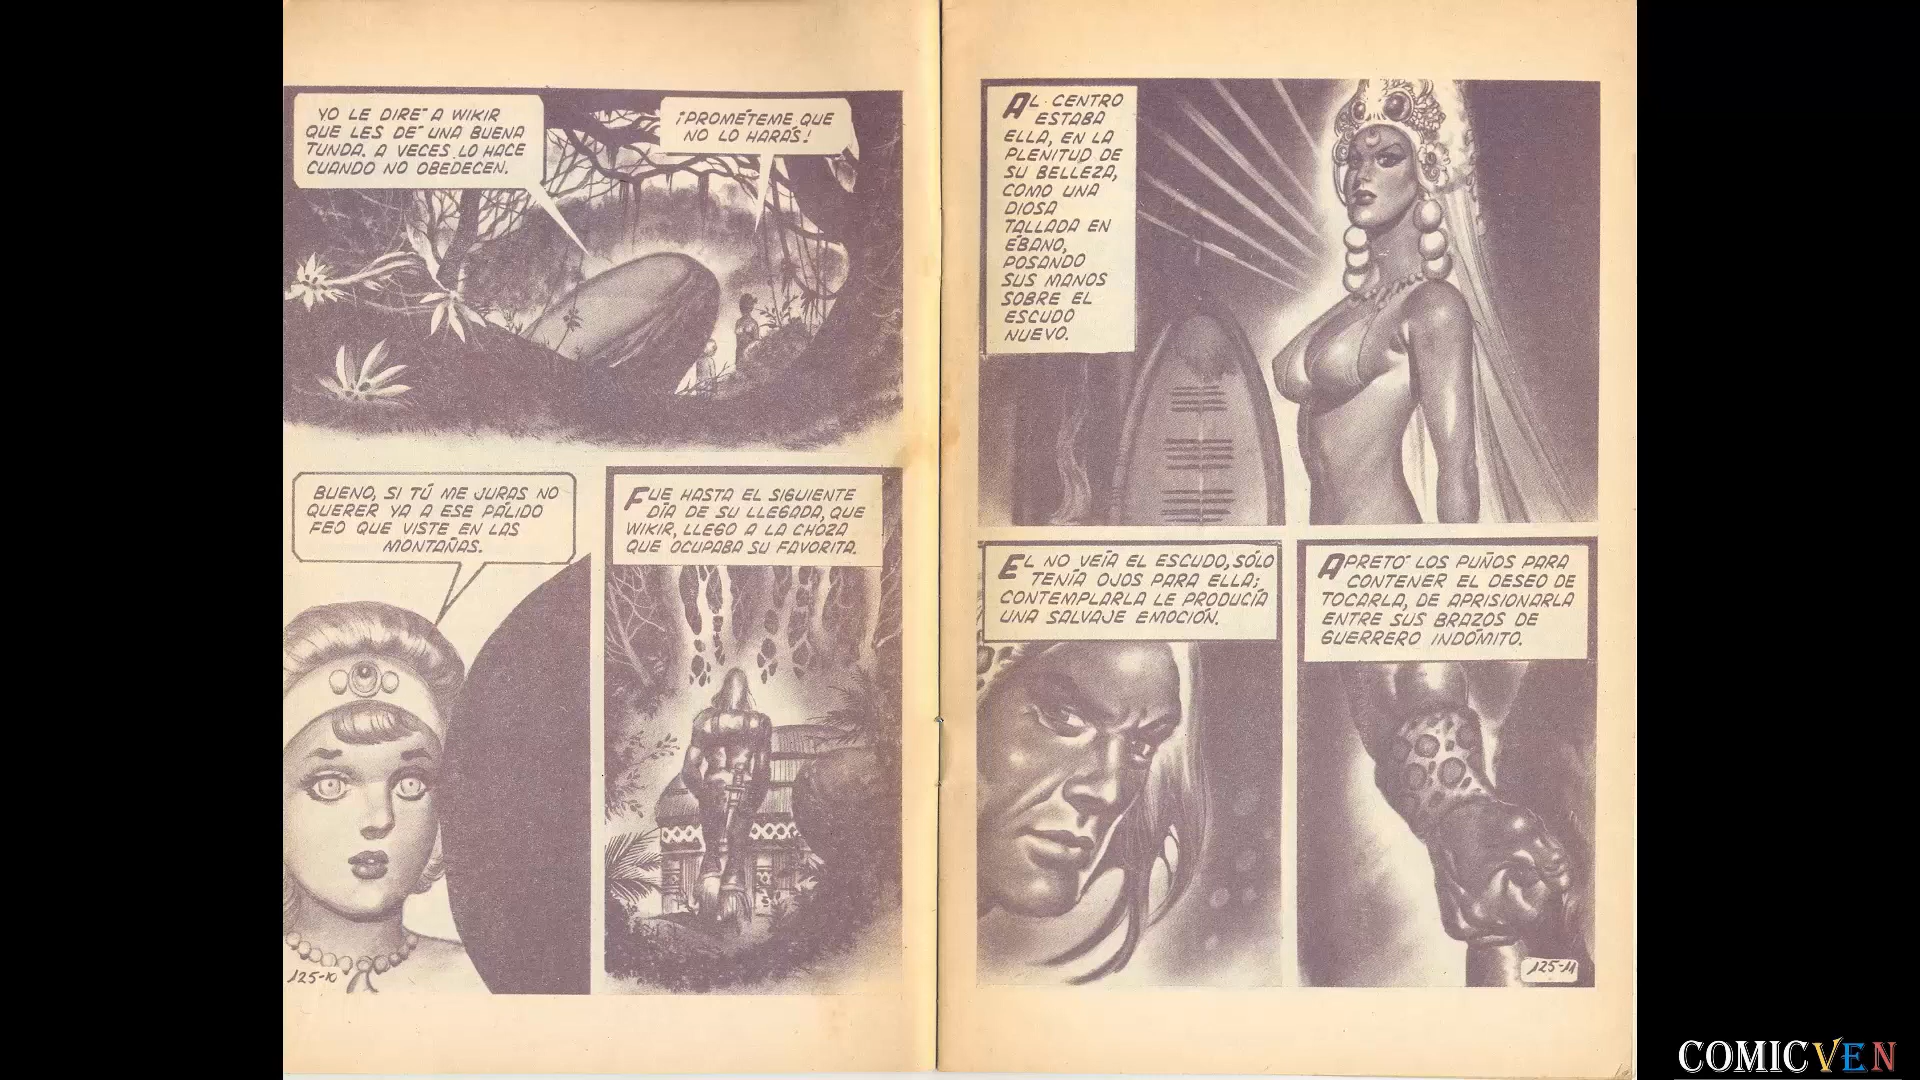 YO LE DIRE A WIKIR
QUE LES DE UNA BUENA
TUNDA. A VECES LO HACE
CUANDO NO OBEDECEN.
¡PROMÉTEME QUE
NO LO HARÁS!
BUENO, SI TÚ ME JURAS NO
QUERER YA A ESE PÁLIDO
FEO QUE VISTE EN LAS
MONTAÑAS.
FUE HASTA EL SIGUIENTE
DÍA DE SU LLEGADA, QUE
WIKIR, LLEGO A LA CHOZA
QUE OCUPABA SU FAVORITA.
125-10
AL CENTRO
ESTABA
ELLA, EN LA
PLENITUD DE
SU BELLEZA,
COMO UNA
DIOSA
TALLADA EN
ÉBANO,
POSANDO
SUS MANOS
SOBRE EL
ESCUDO
NUEVO.
EL NO VEÍA EL ESCUDO, SÓLO
TENÍA OJOS PARA ELLA;
CONTEMPLARLA LE PRODUCÍA
UNA SALVAJE EMOCIÓN.
APRETO LOS PUÑOS PARA
CONTENER EL DESEO DE
TOCARLA, DE APRISIONARLA
ENTRE SUS BRAZOS DE
GUERRERO INDÓMITO.
125-11
COMICVEN